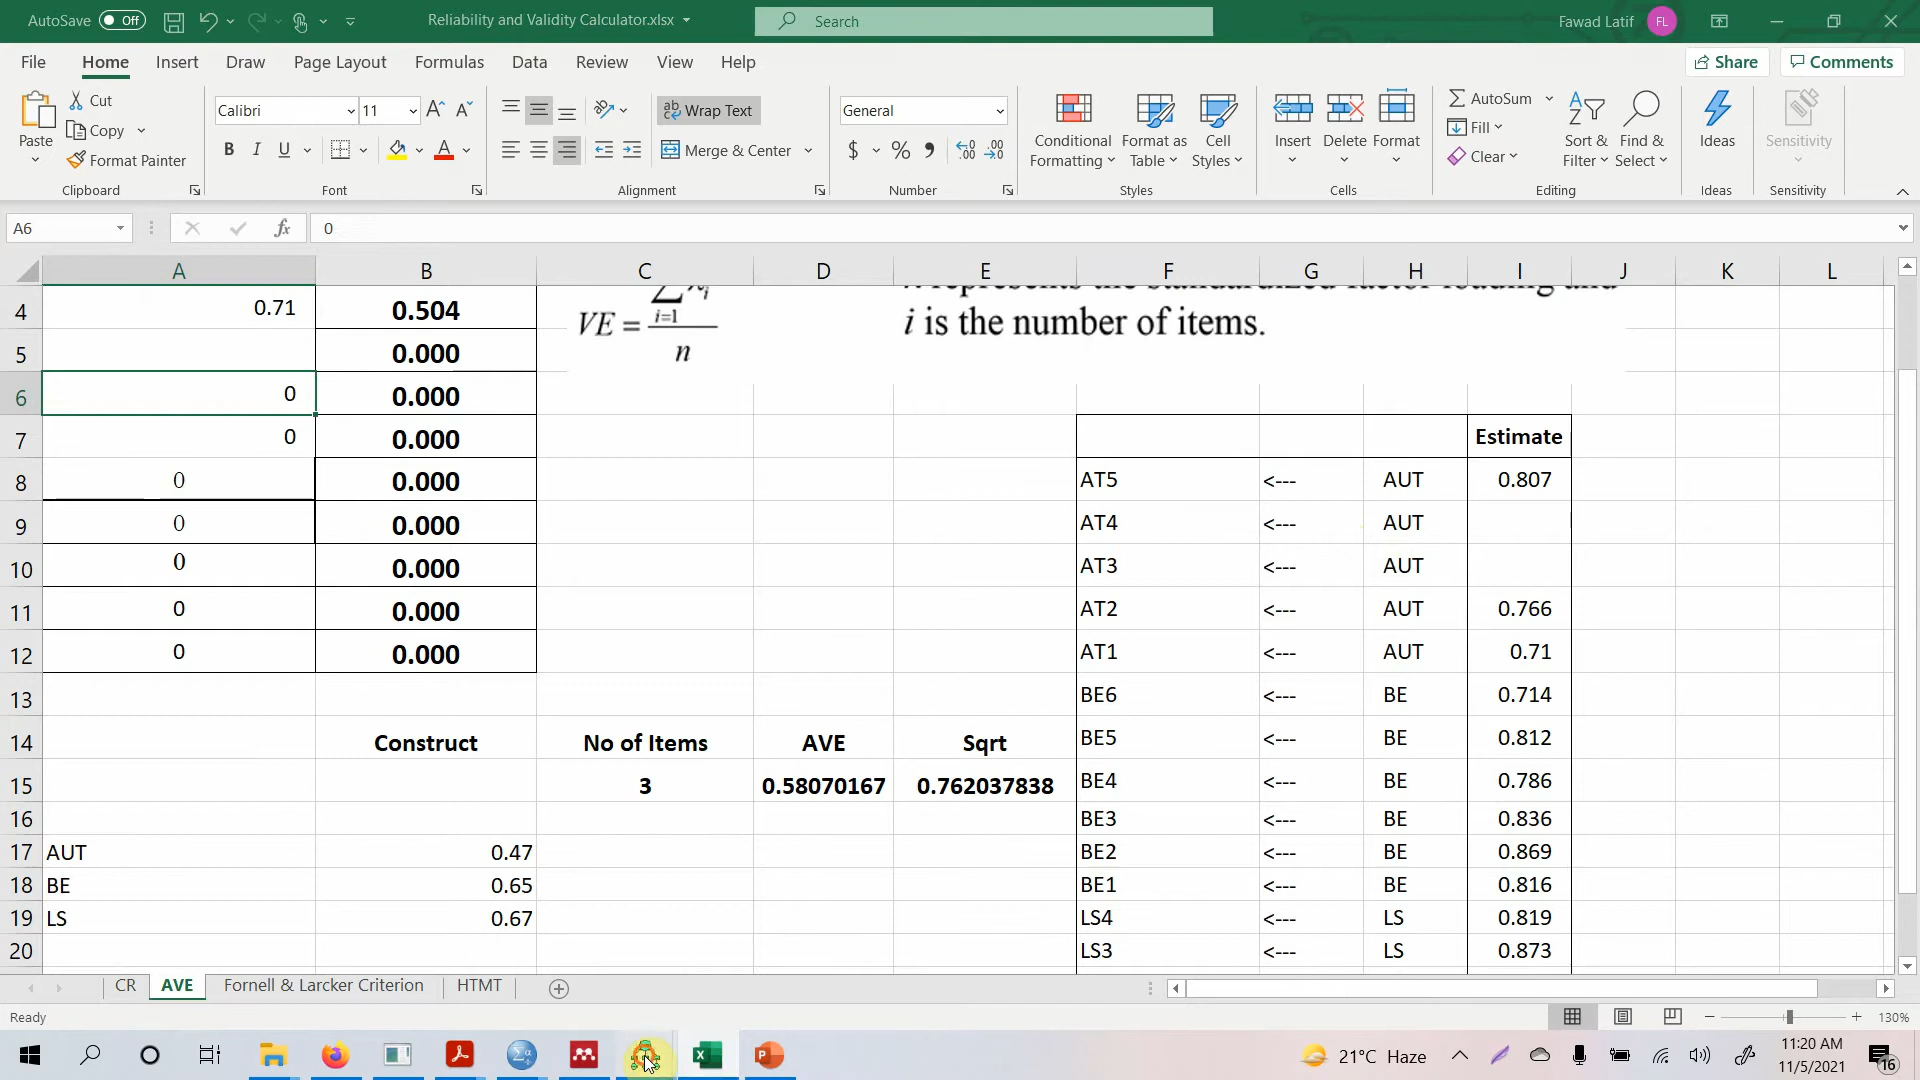 AutoSave Off Reliability and Validity Calculator.xlsx Search Fawad Latif FL
File Home Insert Draw Page Layout Formulas Data Review View Help Share Comments
Paste Cut Copy Format Painter Clipboard
Calibri 11 B I U Font
ab Wrap Text Merge & Center Alignment
General $ % Number
Conditional Formatting Format as Table Cell Styles Styles
Insert Delete Format Cells
AutoSum Fill Clear Sort & Filter Find & Select Editing
Ideas Ideas
Sensitivity Sensitivity
A6 fx 0
A B C D E F G H I J K L
4 0.71 0.504
VE = i=1 n
represents the standardized factor loading and
i is the number of items.
5 0.000
6 0 0.000
7 0 0.000 Estimate
8 0 0.000 AT5 <--- AUT 0.807
9 0 0.000 AT4 <--- AUT
10 0 0.000 AT3 <--- AUT
11 0 0.000 AT2 <--- AUT 0.766
12 0 0.000 AT1 <--- AUT 0.71
13 BE6 <--- BE 0.714
14 Construct No of Items AVE Sqrt BE5 <--- BE 0.812
15 3 0.58070167 0.762037838 BE4 <--- BE 0.786
16 BE3 <--- BE 0.836
17 AUT 0.47 BE2 <--- BE 0.869
18 BE 0.65 BE1 <--- BE 0.816
19 LS 0.67 LS4 <--- LS 0.819
20 LS3 <--- LS 0.873
CR AVE Fornell & Larcker Criterion HTMT
Ready 130%
21°C Haze 11:20 AM
11/5/2021 16